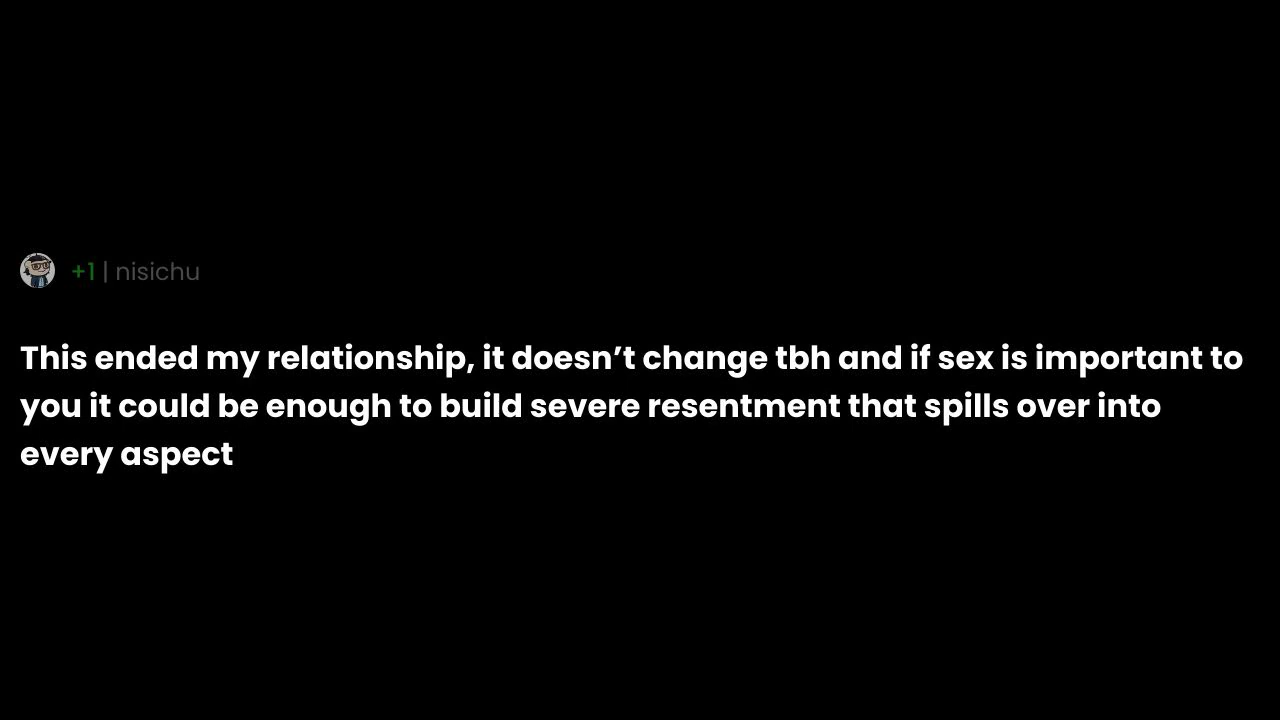 +1 | nisichu
This ended my relationship, it doesn’t change tbh and if sex is important to
you it could be enough to build severe resentment that spills over into
every aspect